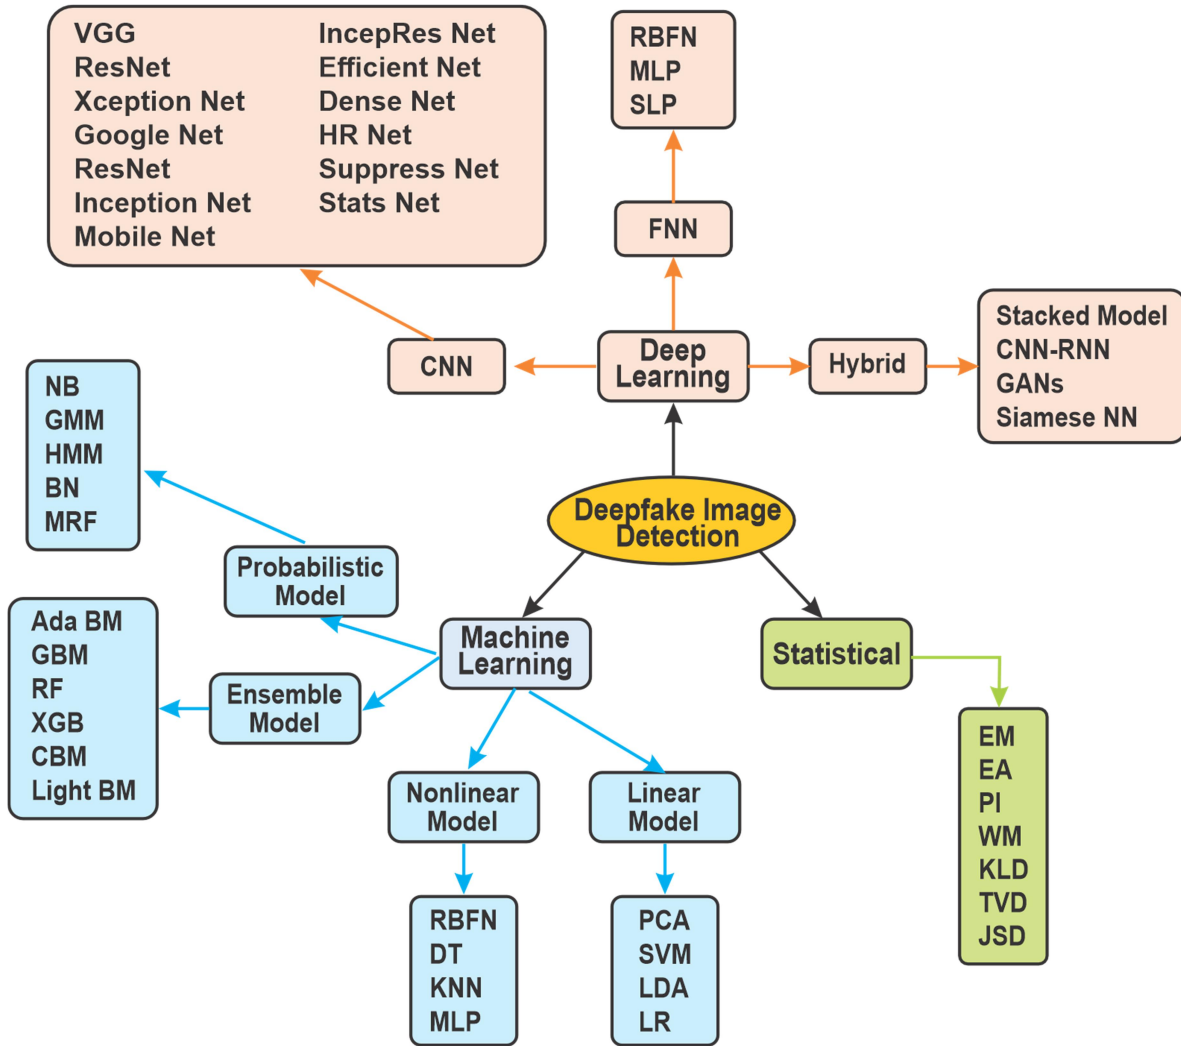 VGG
ResNet
Xception Net
Google Net
ResNet
Inception Net
Mobile Net
IncepRes Net
Efficient Net
Dense Net
HR Net
Suppress Net
Stats Net
RBFN
MLP
SLP
FNN
CNN
Deep
Learning
Hybrid
Stacked Model
CNN-RNN
GANs
Siamese NN
NB
GMM
HMM
BN
MRF
Deepfake Image
Detection
Probabilistic
Model
Ada BM
GBM
RF
XGB
CBM
Light BM
Ensemble
Model
Machine
Learning
Statistical
Nonlinear
Model
Linear
Model
EM
EA
PI
WM
KLD
TVD
JSD
RBFN
DT
KNN
MLP
PCA
SVM
LDA
LR